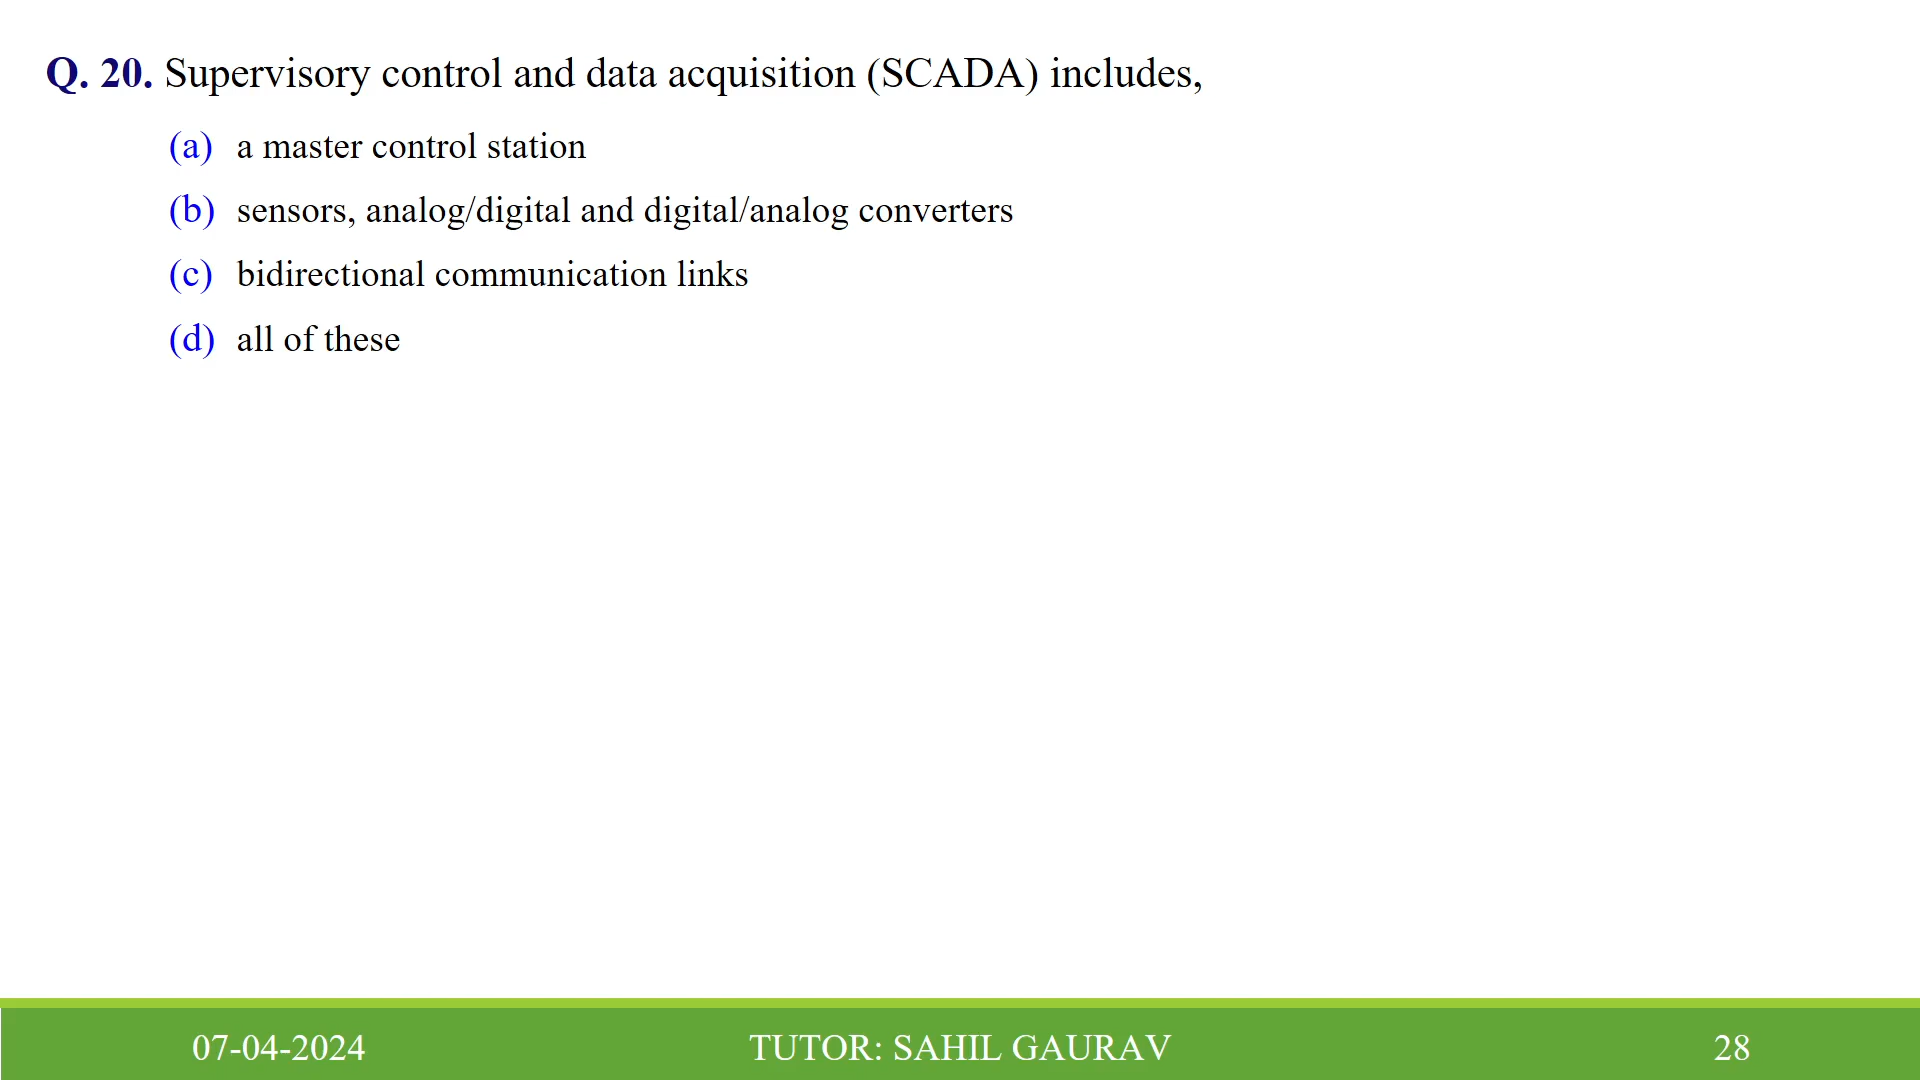 Q. 20. Supervisory control and data acquisition (SCADA) includes,
(a) a master control station
(b) sensors, analog/digital and digital/analog converters
(c) bidirectional communication links
(d) all of these
07-04-2024 TUTOR: SAHIL GAURAV 28